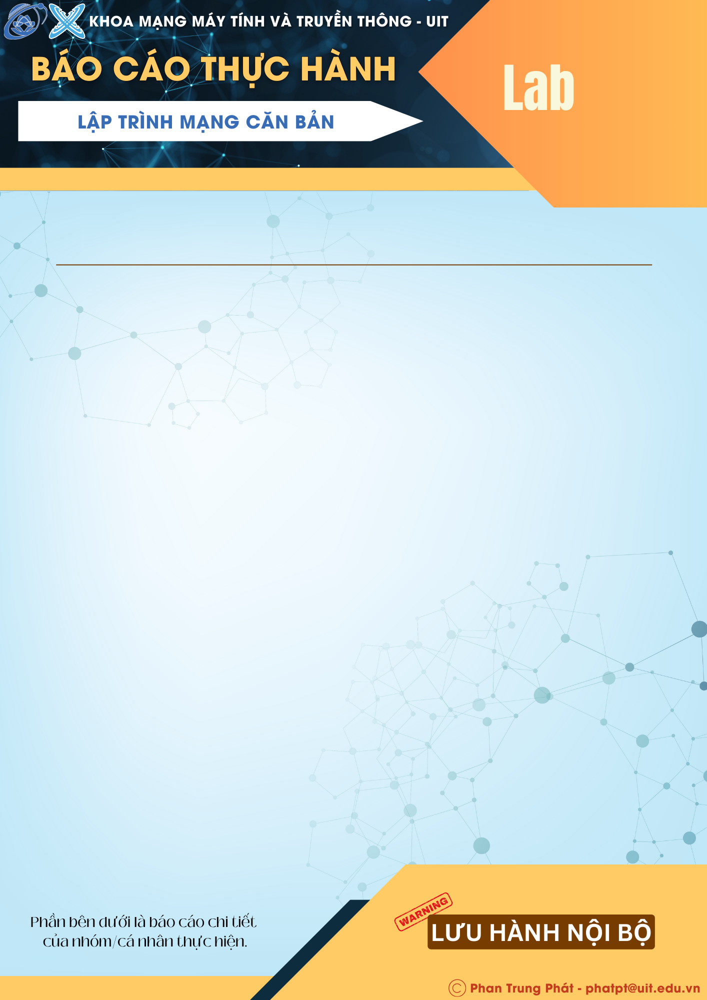 KHOA MẠNG MÁY TÍNH VÀ TRUYỀN THÔNG - UIT
BÁO CÁO THỰC HÀNH
Lab
LẬP TRÌNH MẠNG CĂN BẢN
WARNING
LƯU HÀNH NỘI BỘ
Phần bên dưới là báo cáo chi tiết
của nhóm/cá nhân thực hiện.
© Phan Trung Phát - phatpt@uit.edu.vn